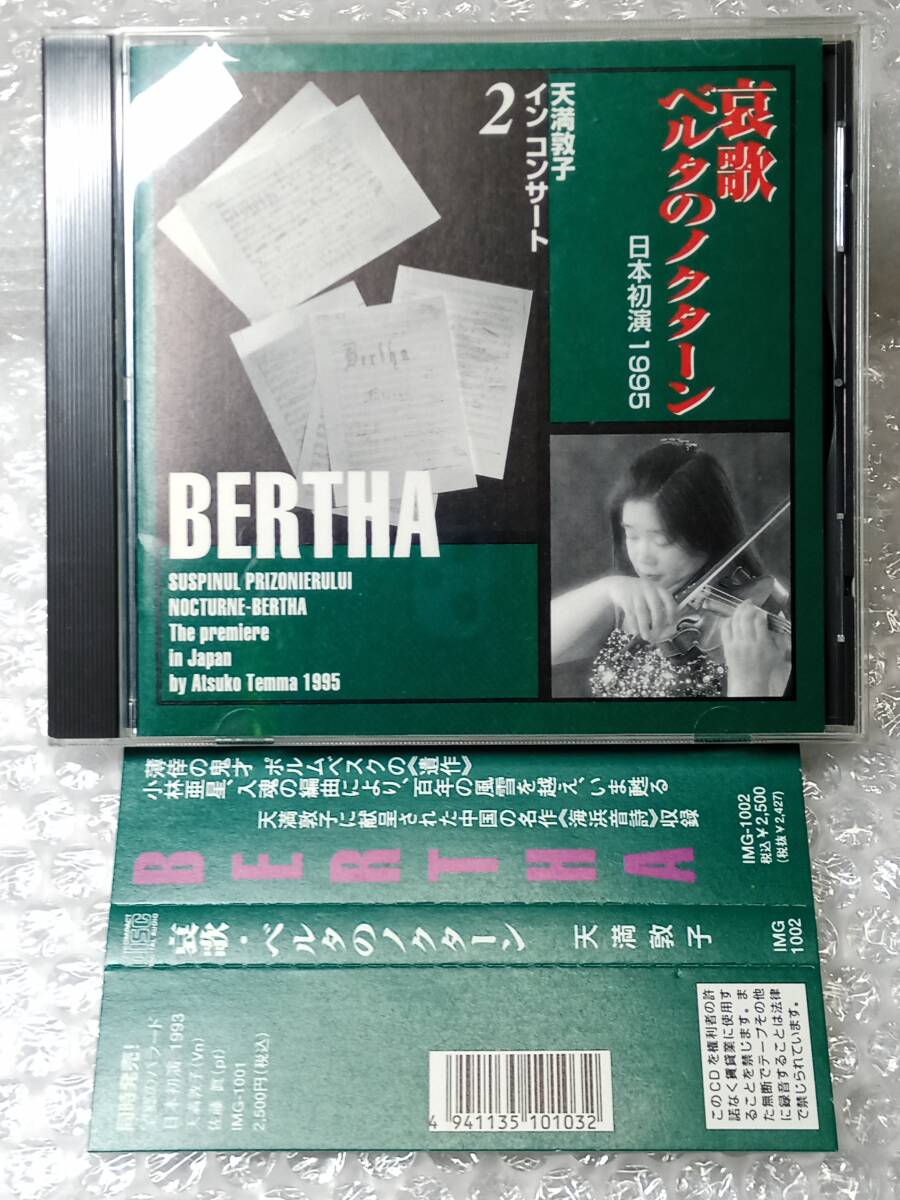 哀歌
ベルタのノクターン
日本初演 1995
天満敦子
イン コンサート
2
Bertha
BERTHA
SUSPINUL PRIZONIERULUI
NOCTURNE-BERTHA
The premiere
in Japan
by Atsuko Temma 1995
薄倖の鬼才 ポルムベスクの《遺作》
小林亜星、入魂の編曲により、百年の風雪を越え、いま甦る
天満敦子に献呈された中国の名作《海浜音詩》収録
BERTHA
IMG-1002
税込¥2,500
(税抜¥2,427)
COMPACT
DISC
哀歌・ベルタのノクターン 天満敦子
IMG
1002
同時発売!
日本初演 1993
天満敦子(Vn)
IMG-1001
2,500円(税込)
4 941135 101032
このCDを権利者の許
諾なく賃貸業に使用す
ることを禁じます。ま
た無断でテープその他
に録音することは法律
で禁じられています。